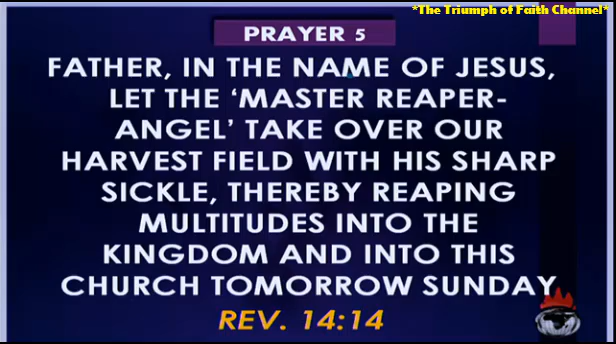 *The Triumph of Faith Channel*
PRAYER 5
FATHER, IN THE NAME OF JESUS,
LET THE ‘MASTER REAPER-
ANGEL’ TAKE OVER OUR
HARVEST FIELD WITH HIS SHARP
SICKLE, THEREBY REAPING
MULTITUDES INTO THE
KINGDOM AND INTO THIS
CHURCH TOMORROW SUNDAY
REV. 14:14